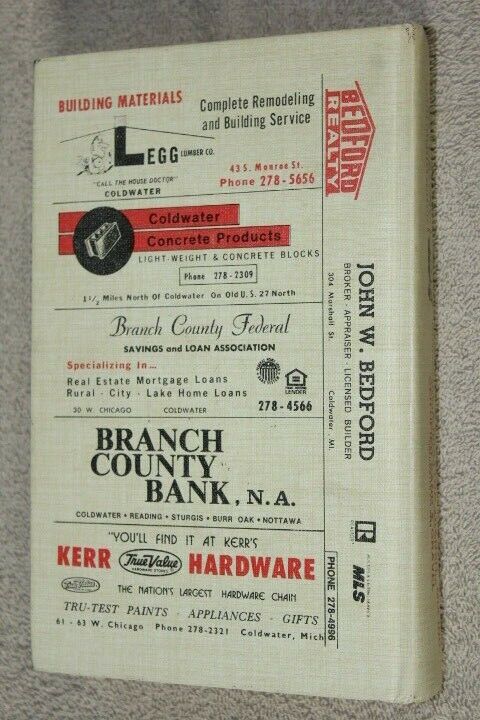 BUILDING MATERIALS
Complete Remodeling
and Building Service
LEGG LUMBER CO.
"CALL THE HOUSE DOCTOR"
COLDWATER
43 S. Monroe St.
Phone 278-5656
Coldwater
Concrete Products
LIGHT-WEIGHT & CONCRETE BLOCKS
Phone 278-2309
1 1/2 Miles North Of Coldwater On Old U.S. 27 North
Branch County Federal
SAVINGS and LOAN ASSOCIATION
Specializing In...
Real Estate Mortgage Loans
Rural · City · Lake Home Loans
LENDER
30 W. CHICAGO COLDWATER
278-4566
BRANCH
COUNTY
BANK, N.A.
COLDWATER • READING • STURGIS • BURR OAK • NOTTAWA
"YOU'LL FIND IT AT KERR'S
KERR True Value HARDWARE
HARDWARE STORES
THE NATION'S LARGEST HARDWARE CHAIN
TRU-TEST PAINTS · APPLIANCES · GIFTS
61 - 63 W. Chicago Phone 278-2321 Coldwater, Mich
BEDFORD
REALTY
JOHN W. BEDFORD
BROKER · APPRAISER · LICENSED BUILDER
304 Marshall St. Coldwater, Mi.
R
REALTOR
MLS
PHONE 278-4996